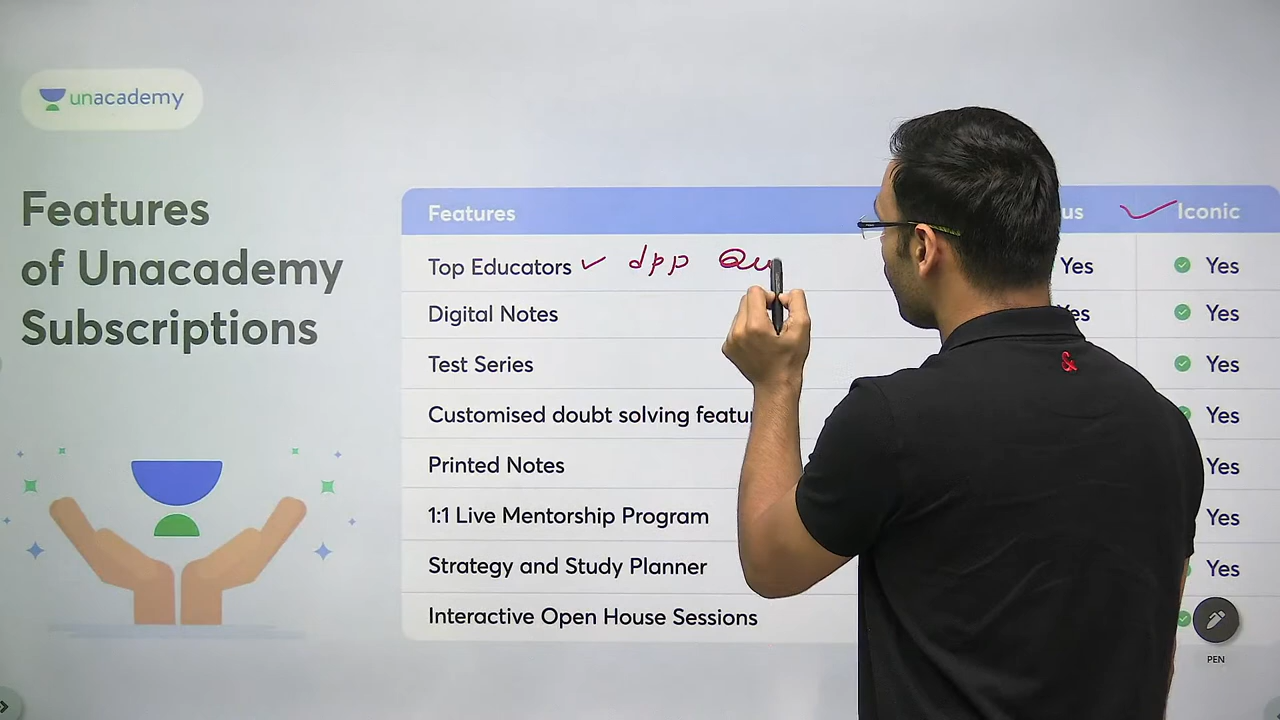 unacademy
Features
of Unacademy
Subscriptions
Features us Iconic
Top Educators dpp Yes Yes
Digital Notes Yes Yes
Test Series Yes
Customised doubt solving Yes
Printed Notes Yes
1:1 Live Mentorship Program Yes
Strategy and Study Planner Yes
Interactive Open House Sessions
&
PEN